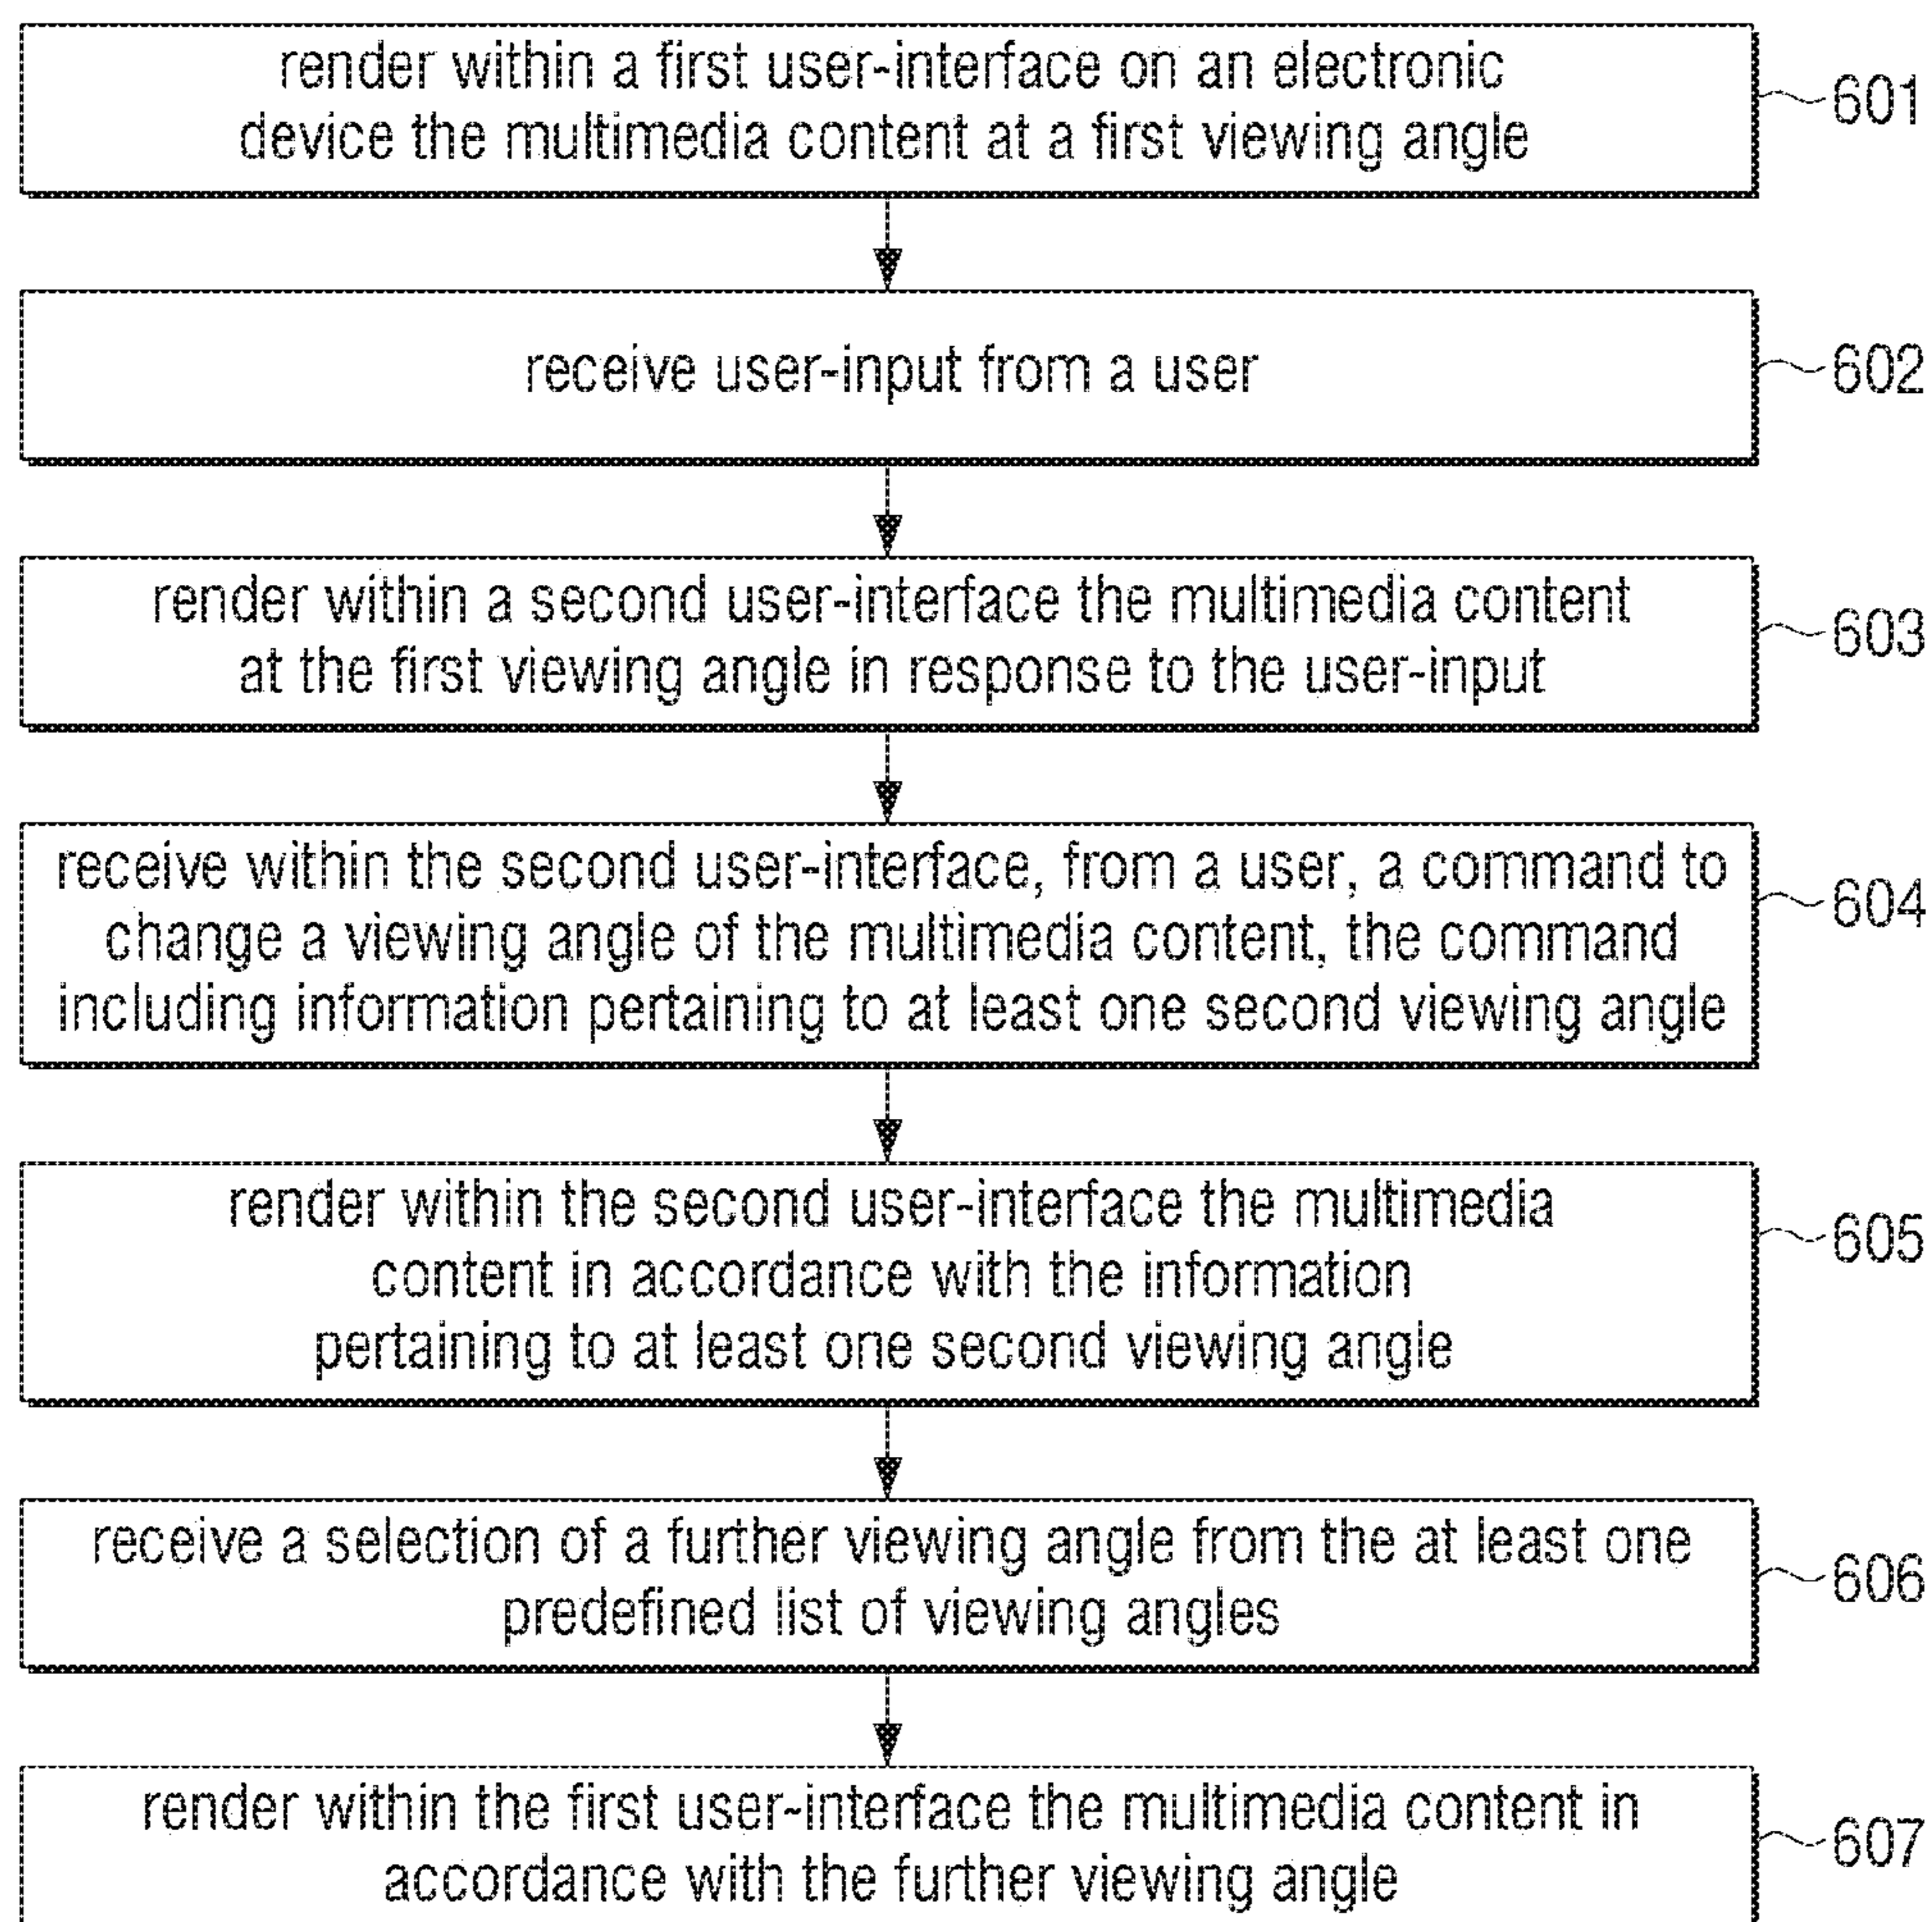 render within a first user-interface on an electronic
device the multimedia content at a first viewing angle
601
receive user-input from a user
602
render within a second user-interface the multimedia content
at the first viewing angle in response to the user-input
603
receive within the second user-interface, from a user, a command to
change a viewing angle of the multimedia content, the command
including information pertaining to at least one second viewing angle
604
render within the second user-interface the multimedia
content in accordance with the information
pertaining to at least one second viewing angle
605
receive a selection of a further viewing angle from the at least one
predefined list of viewing angles
606
render within the first user-interface the multimedia content in
accordance with the further viewing angle
607